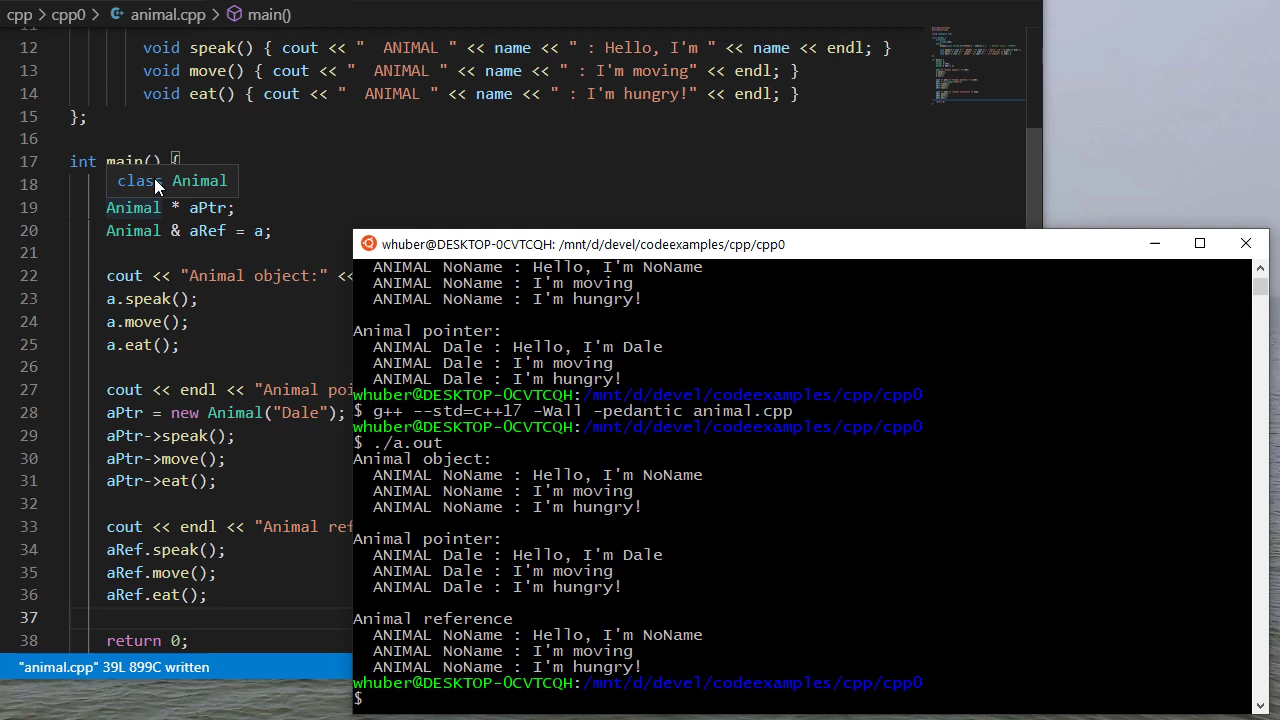 cpp > cpp0 > animal.cpp > main()
12 void speak() { cout << "  ANIMAL " << name << " : Hello, I'm " << name << endl; }
13 void move() { cout << "  ANIMAL " << name << " : I'm moving" << endl; }
14 void eat() { cout << "  ANIMAL " << name << " : I'm hungry!" << endl; }
15 };
16
17 int main() {
18 class Animal
19 Animal * aPtr;
20 Animal & aRef = a;
21
22 cout << "Animal object:" <<
23 a.speak();
24 a.move();
25 a.eat();
26
27 cout << endl << "Animal poi
28 aPtr = new Animal("Dale");
29 aPtr->speak();
30 aPtr->move();
31 aPtr->eat();
32
33 cout << endl << "Animal ref
34 aRef.speak();
35 aRef.move();
36 aRef.eat();
37
38 return 0;
"animal.cpp" 39L 899C written
whuber@DESKTOP-0CVTCQH: /mnt/d/devel/codeexamples/cpp/cpp0
ANIMAL NoName : Hello, I'm NoName
ANIMAL NoName : I'm moving
ANIMAL NoName : I'm hungry!
Animal pointer:
ANIMAL Dale : Hello, I'm Dale
ANIMAL Dale : I'm moving
ANIMAL Dale : I'm hungry!
whuber@DESKTOP-0CVTCQH:/mnt/d/devel/codeexamples/cpp/cpp0
$ g++ --std=c++17 -Wall -pedantic animal.cpp
whuber@DESKTOP-0CVTCQH:/mnt/d/devel/codeexamples/cpp/cpp0
$ ./a.out
Animal object:
ANIMAL NoName : Hello, I'm NoName
ANIMAL NoName : I'm moving
ANIMAL NoName : I'm hungry!
Animal pointer:
ANIMAL Dale : Hello, I'm Dale
ANIMAL Dale : I'm moving
ANIMAL Dale : I'm hungry!
Animal reference
ANIMAL NoName : Hello, I'm NoName
ANIMAL NoName : I'm moving
ANIMAL NoName : I'm hungry!
whuber@DESKTOP-0CVTCQH:/mnt/d/devel/codeexamples/cpp/cpp0
$